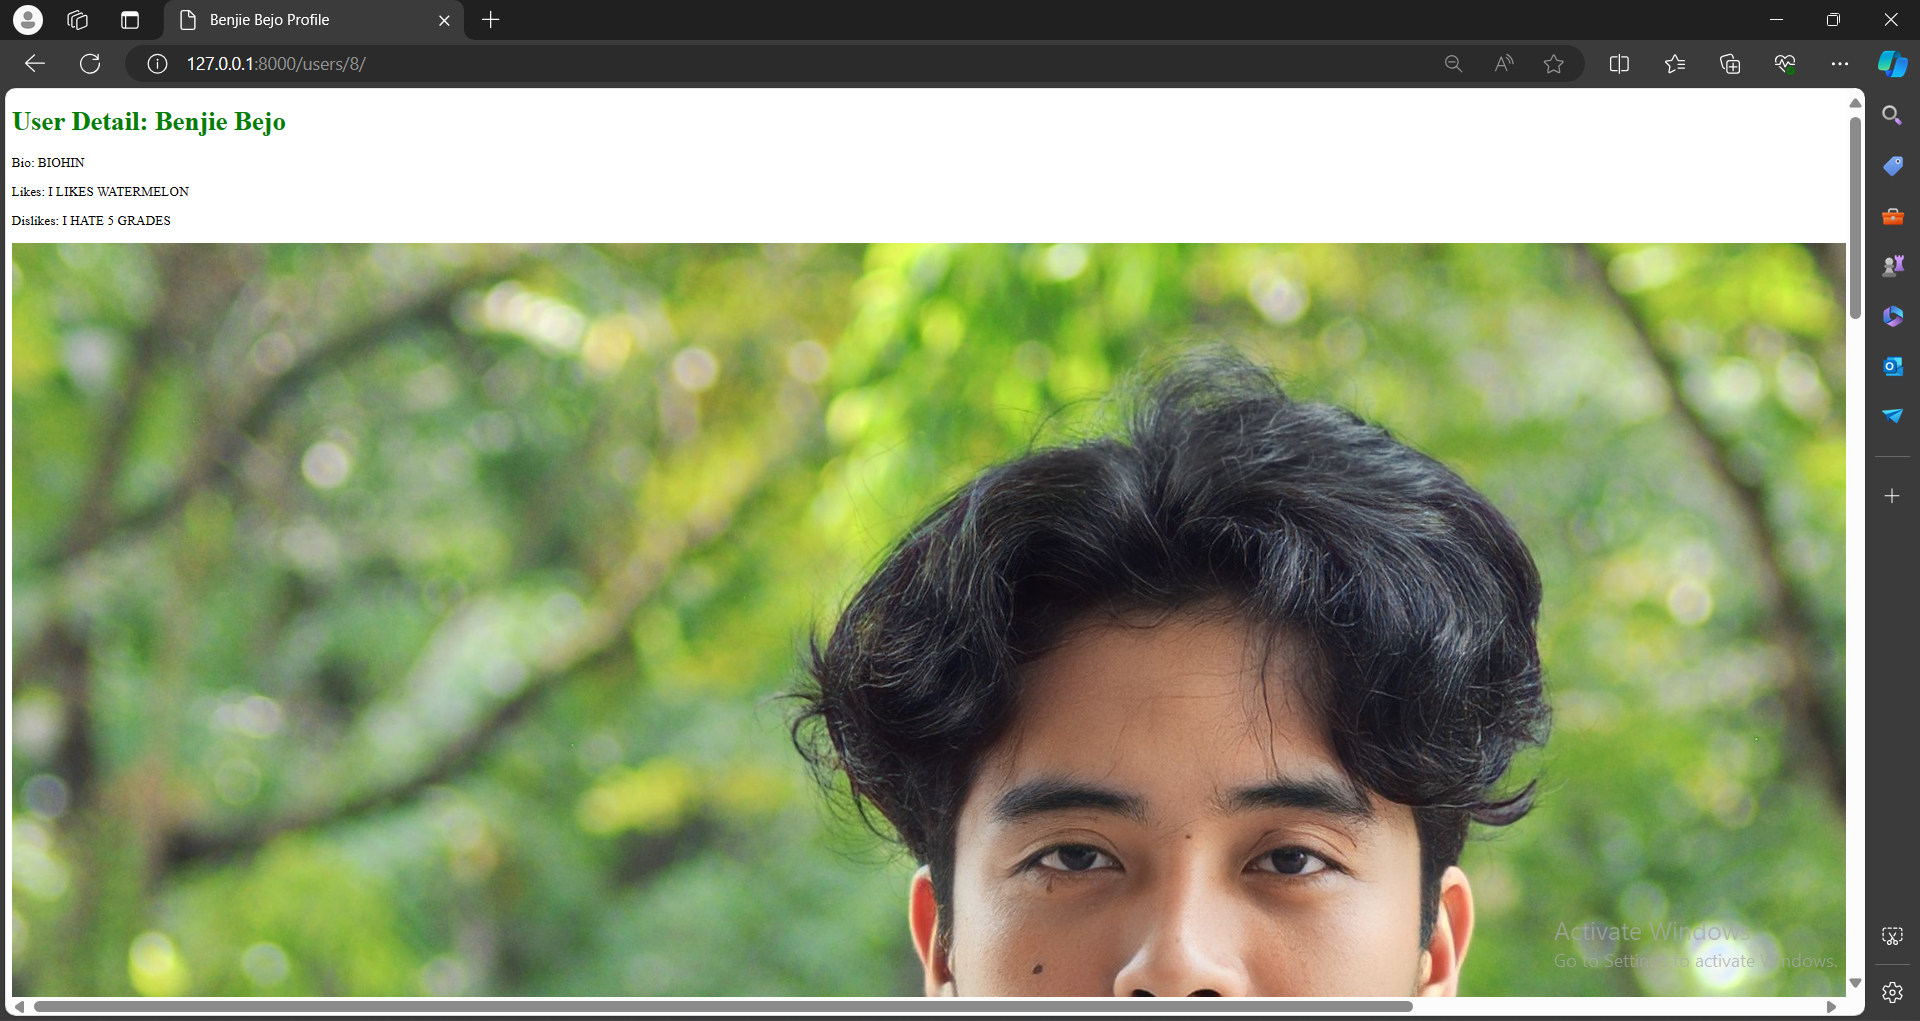 Benjie Bejo Profile
127.0.0.1:8000/users/8/
User Detail: Benjie Bejo
Bio: BIOHIN
Likes: I LIKES WATERMELON
Dislikes: I HATE 5 GRADES
Activate Windows
Go to Settings to activate Windows.